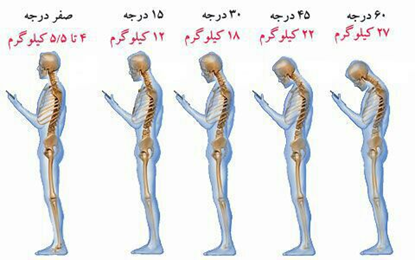 صفر درجه
۴ تا ۵/۵ کیلوگرم
۱۵ درجه
۱۲ کیلوگرم
۳۰ درجه
۱۸ کیلوگرم
۴۵ درجه
۲۲ کیلوگرم
۶۰ درجه
۲۷ کیلوگرم